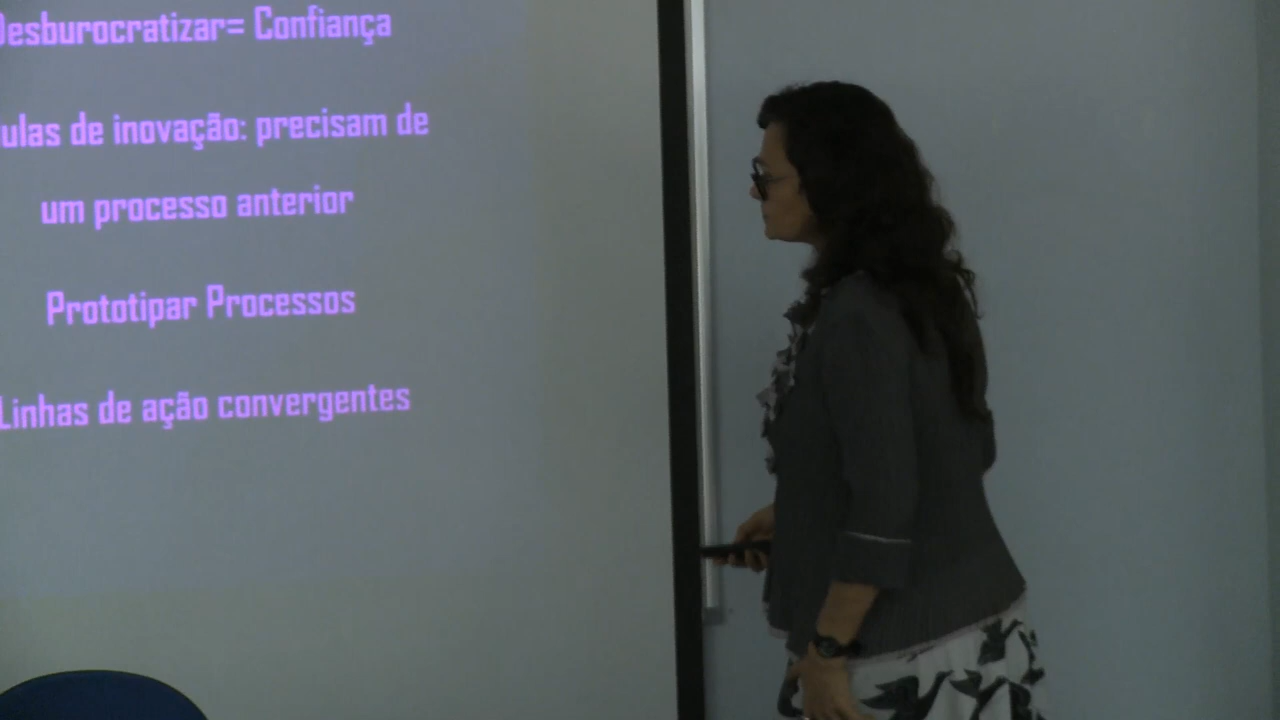 Desburocratizar= Confiança
ulas de inovação: precisam de
um processo anterior
Prototipar Processos
Linhas de ação convergentes